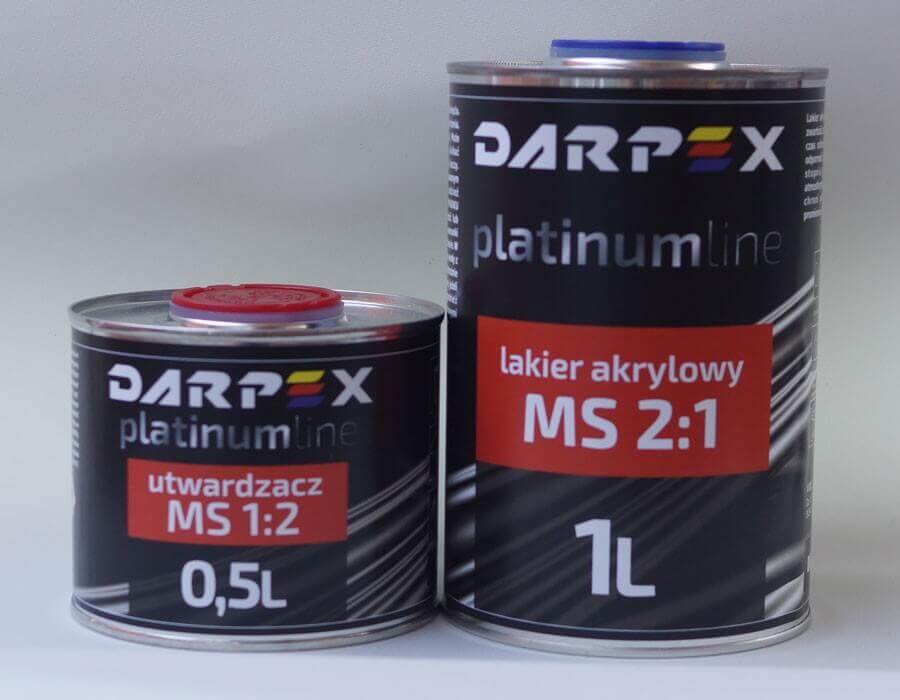 DARPEX
platinumline
utwardzacz
MS 1:2
0,5L
DARPEX
platinumline
lakier akrylowy
MS 2:1
1L